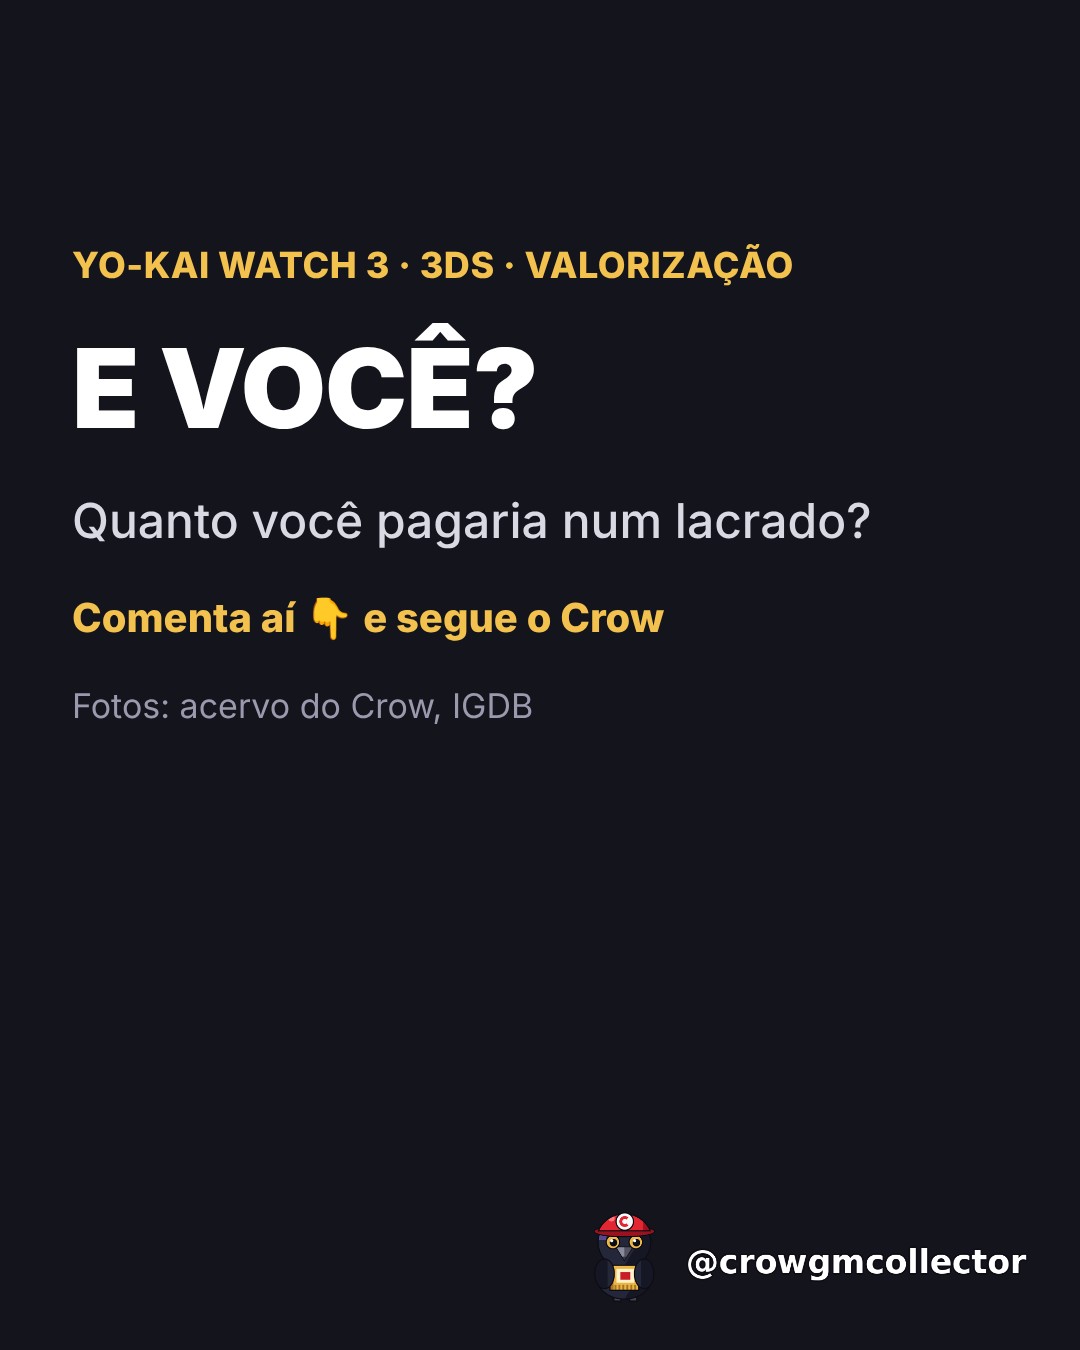 YO-KAI WATCH 3 · 3DS · VALORIZAÇÃO
E VOCÊ?
Quanto você pagaria num lacrado?
Comenta aí 👇 e segue o Crow
Fotos: acervo do Crow, IGDB
C
@crowgmcollector